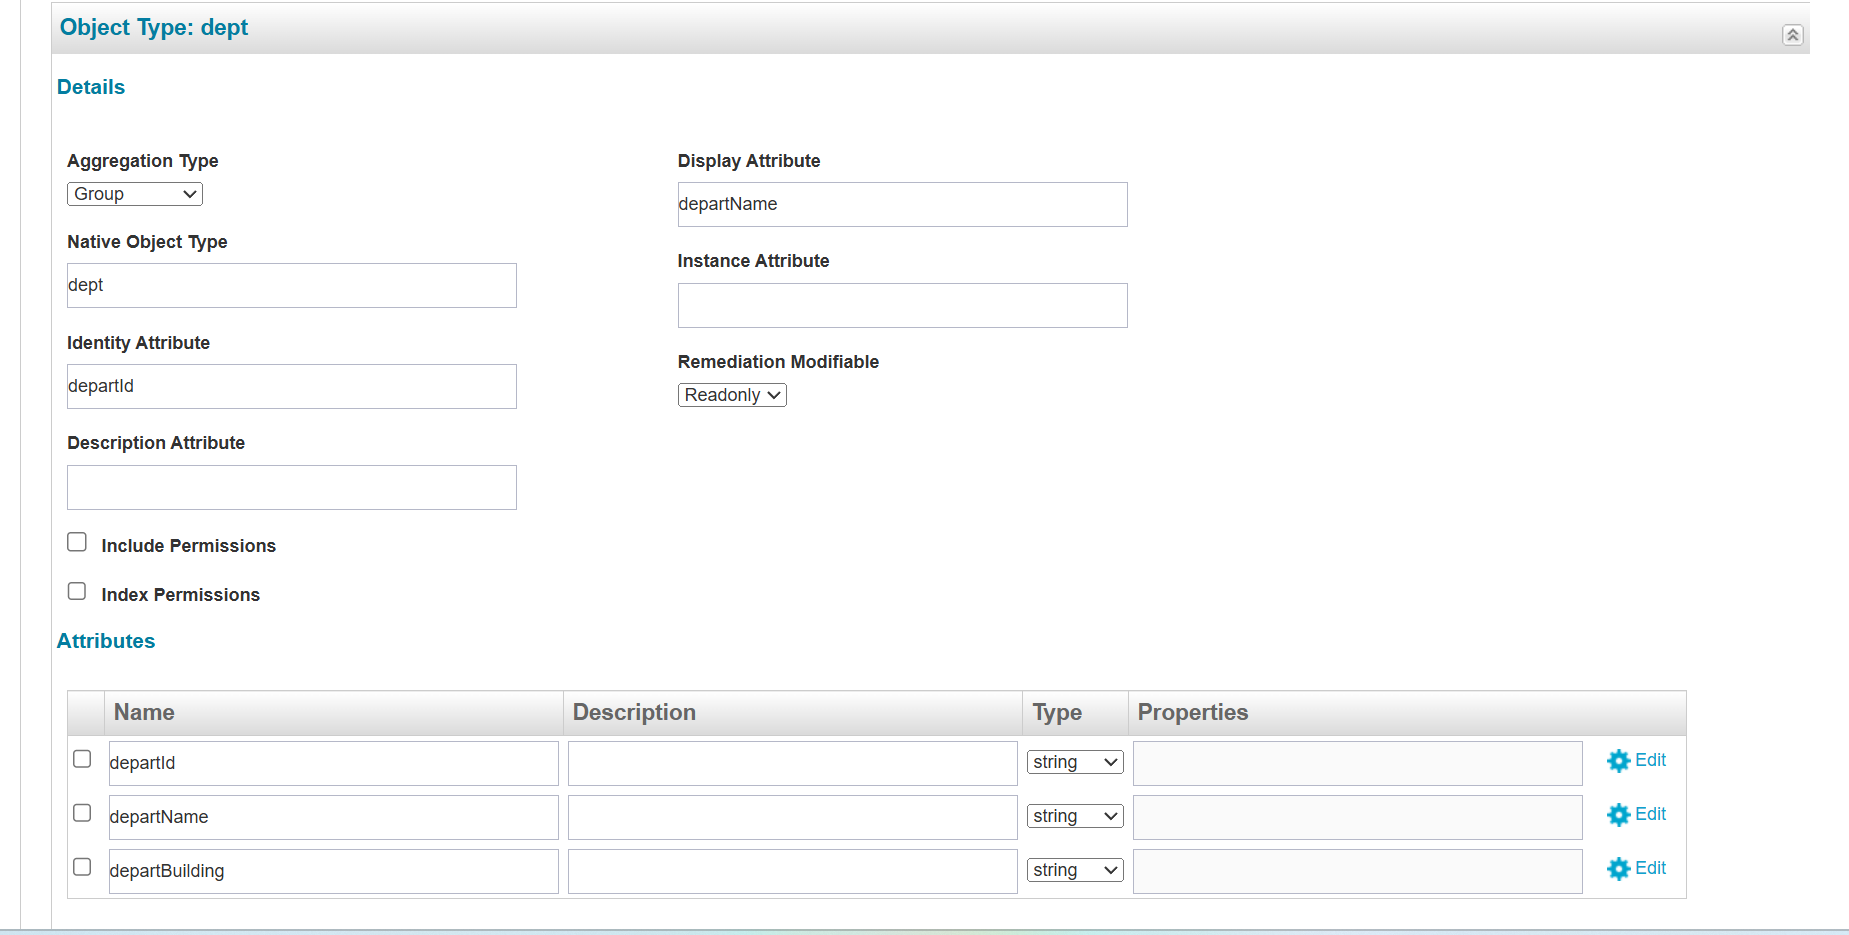 Object Type: dept
Details
Aggregation Type
Group
Native Object Type
dept
Identity Attribute
departId
Description Attribute
Include Permissions
Index Permissions
Display Attribute
departName
Instance Attribute
Remediation Modifiable
Readonly
Attributes
Name Description Type Properties
departId string Edit
departName string Edit
departBuilding string Edit